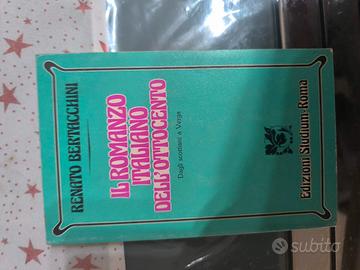 RENATO BERTACCHINI
IL ROMANZO
ITALIANO
DELL'OTTOCENTO
Dagli scottiani a Verga
Edizioni Studium-Roma
subito